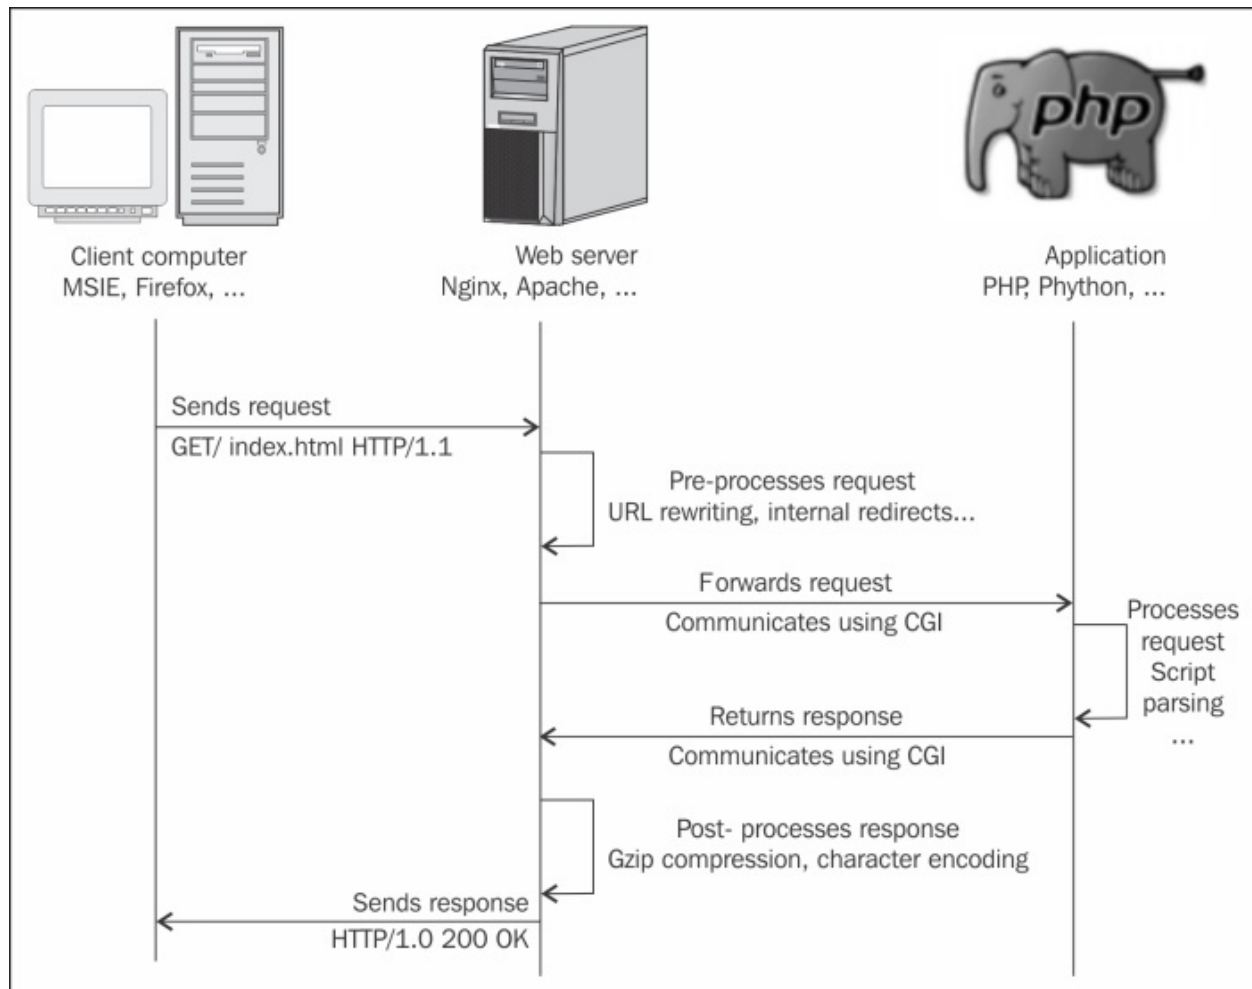 php
Client computer
MSIE, Firefox, ...
Web server
Nginx, Apache, ...
Application
PHP, Phython, ...
Sends request
GET/ index.html HTTP/1.1
Pre-processes request
URL rewriting, internal redirects...
Forwards request
Communicates using CGI
Processes
request
Script
parsing
...
Returns response
Communicates using CGI
Post- processes response
Gzip compression, character encoding
Sends response
HTTP/1.0 200 OK